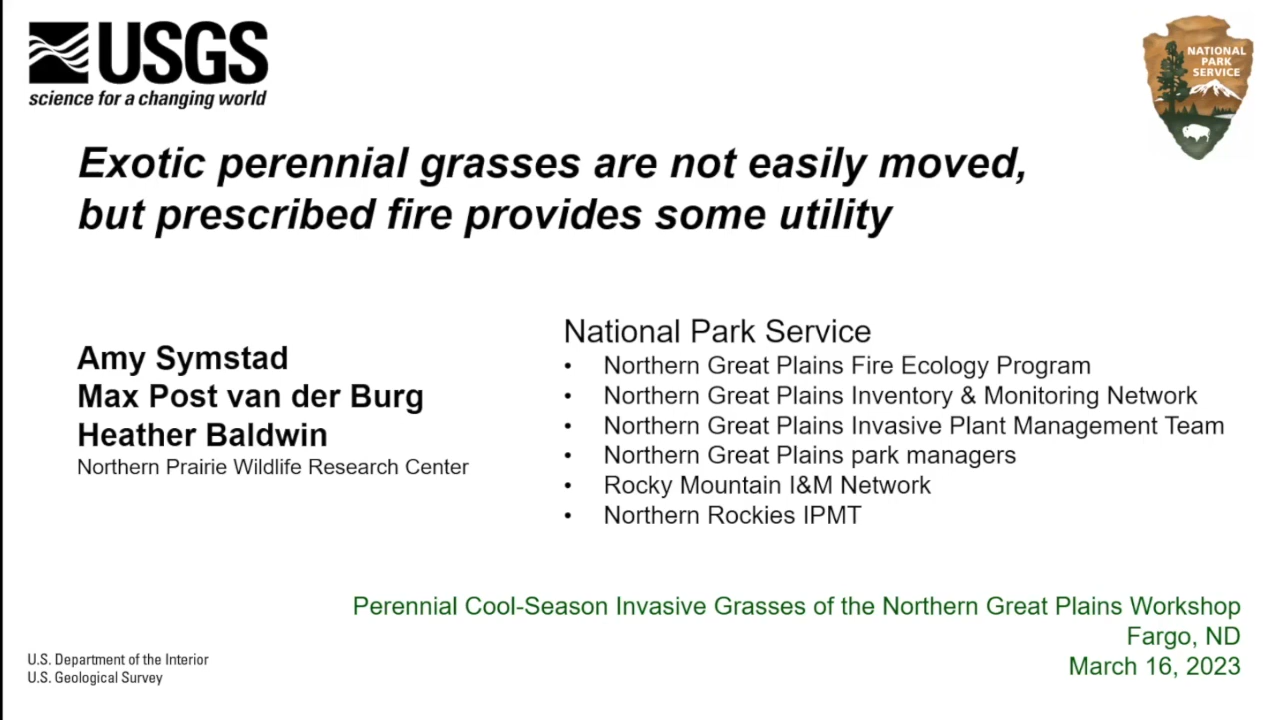 USGS
science for a changing world
NATIONAL
PARK
SERVICE
Exotic perennial grasses are not easily moved,
but prescribed fire provides some utility
Amy Symstad
Max Post van der Burg
Heather Baldwin
Northern Prairie Wildlife Research Center
National Park Service
• Northern Great Plains Fire Ecology Program
• Northern Great Plains Inventory & Monitoring Network
• Northern Great Plains Invasive Plant Management Team
• Northern Great Plains park managers
• Rocky Mountain I&M Network
• Northern Rockies IPMT
Perennial Cool-Season Invasive Grasses of the Northern Great Plains Workshop
Fargo, ND
March 16, 2023
U.S. Department of the Interior
U.S. Geological Survey